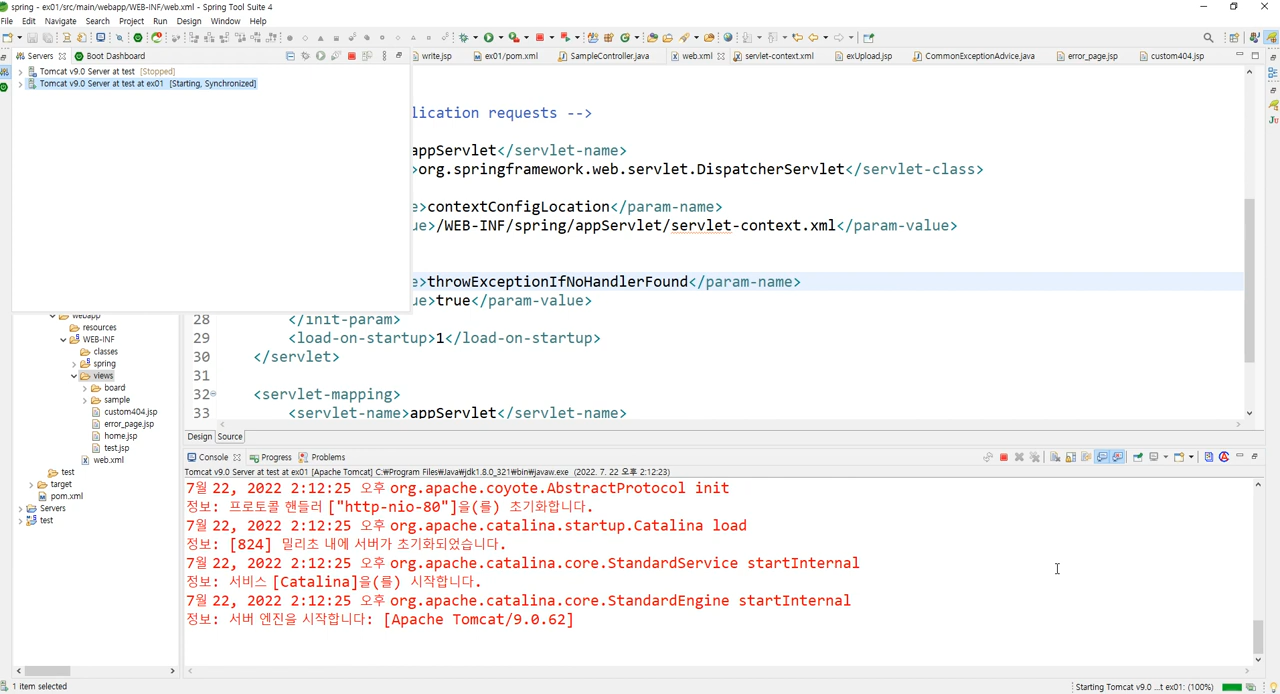 spring - ex01/src/main/webapp/WEB-INF/web.xml - Spring Tool Suite 4
File Edit Navigate Search Project Run Design Window Help
Servers
Boot Dashboard
Tomcat v9.0 Server at test [Stopped]
Tomcat v9.0 Server at test at ex01 [Starting, Synchronized]
write.jsp
ex01/pom.xml
SampleController.java
web.xml
servlet-context.xml
exUpload.jsp
CommonExceptionAdvice.java
error_page.jsp
custom404.jsp
lication requests -->
appServlet</servlet-name>
>org.springframework.web.servlet.DispatcherServlet</servlet-class>
e>contextConfigLocation</param-name>
ue>/WEB-INF/spring/appServlet/servlet-context.xml</param-value>
e>throwExceptionIfNoHandlerFound</param-name>
ue>true</param-value>
28 </init-param>
29 <load-on-startup>1</load-on-startup>
30 </servlet>
31
32 <servlet-mapping>
33 <servlet-name>appServlet</servlet-name>
webapp
resources
WEB-INF
classes
spring
views
board
sample
custom404.jsp
error_page.jsp
home.jsp
test.jsp
web.xml
test
target
pom.xml
Servers
test
Design Source
Console
Progress
Problems
Tomcat v9.0 Server at test at ex01 [Apache Tomcat] C:₩Program Files₩Java₩jdk1.8.0_321₩bin₩javaw.exe (2022. 7. 22 오후 2:12:23)
7월 22, 2022 2:12:25 오후 org.apache.coyote.AbstractProtocol init
정보: 프로토콜 핸들러 ["http-nio-80"]을(를) 초기화합니다.
7월 22, 2022 2:12:25 오후 org.apache.catalina.startup.Catalina load
정보: [824] 밀리초 내에 서버가 초기화되었습니다.
7월 22, 2022 2:12:25 오후 org.apache.catalina.core.StandardService startInternal
정보: 서비스 [Catalina]을(를) 시작합니다.
7월 22, 2022 2:12:25 오후 org.apache.catalina.core.StandardEngine startInternal
정보: 서버 엔진을 시작합니다: [Apache Tomcat/9.0.62]
1 item selected
Starting Tomcat v9.0 ...t ex01: (100%)